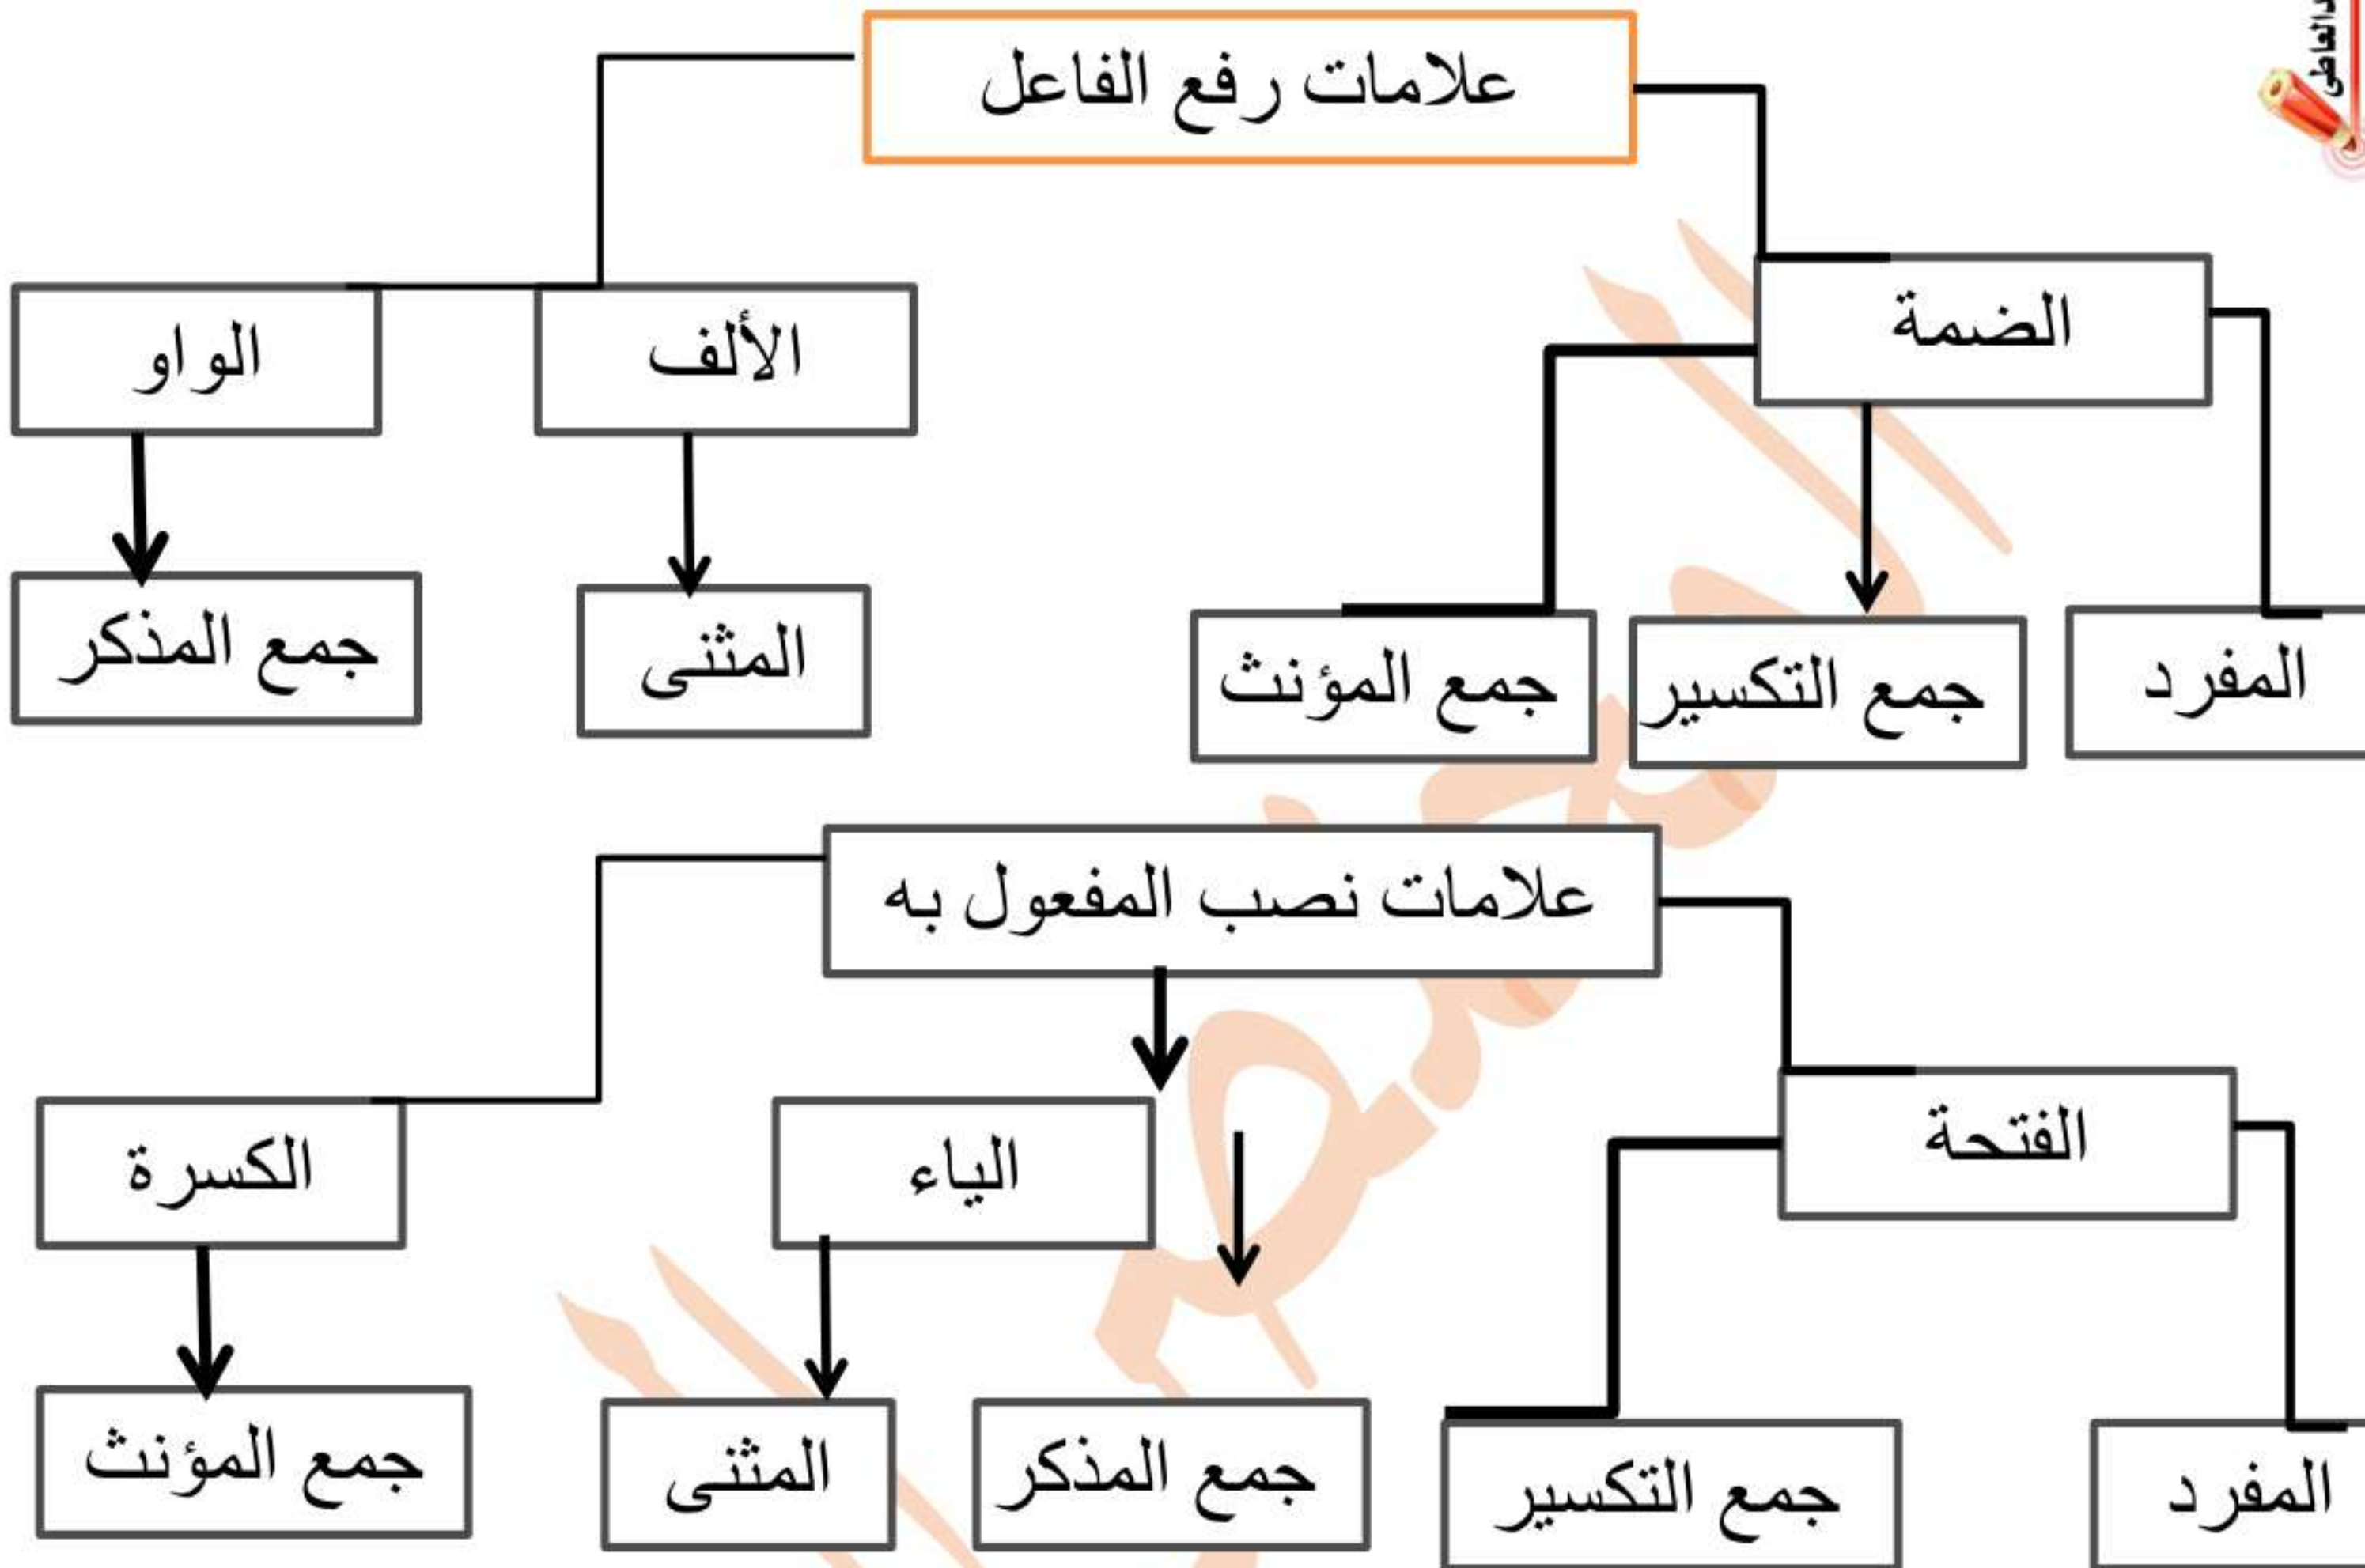 علامات رفع الفاعل
الضمة
الألف
الواو
المفرد
جمع التكسير
جمع المؤنث
المثنى
جمع المذكر
علامات نصب المفعول به
الفتحة
الياء
الكسرة
المفرد
جمع التكسير
جمع المذكر
المثنى
جمع المؤنث